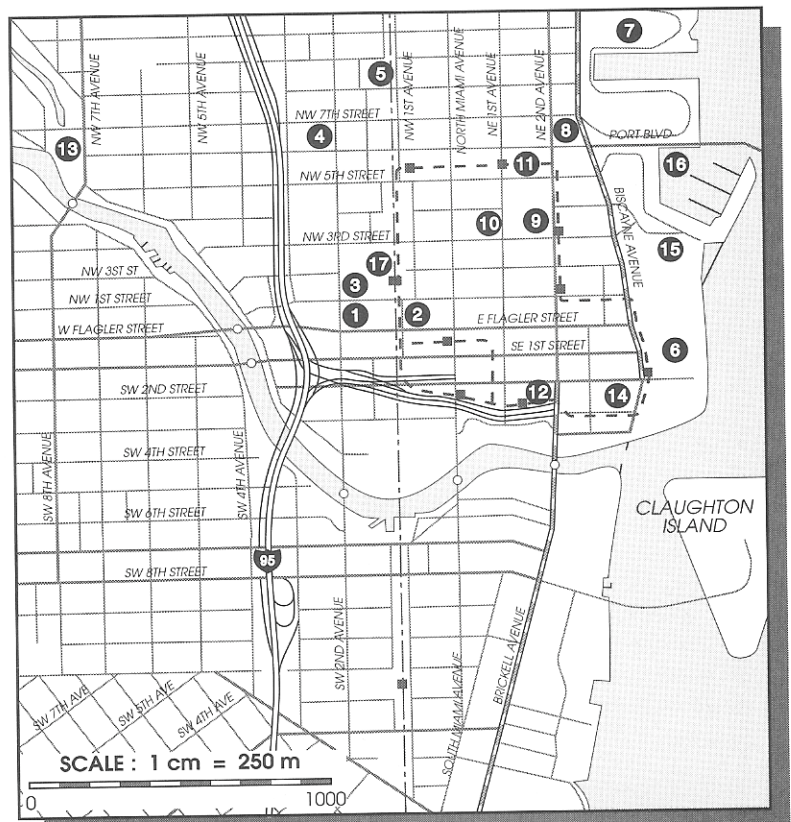 7
NW 7TH AVENUE
NW 5TH AVENUE
5
NW 1ST AVENUE
NORTH MIAMI AVENUE
NE 1ST AVENUE
NE 2ND AVENUE
NW 7TH STREET
4
8
PORT BLVD
13
11
16
NW 5TH STREET
BISCAYNE AVENUE
10
9
NW 3RD STREET
15
17
NW 3ST ST
3
NW 1ST STREET
1
2
E FLAGLER STREET
W FLAGLER STREET
SE 1ST STREET
6
SW 2ND STREET
12
14
SW 8TH AVENUE
SW 4TH AVENUE
SW 4TH STREET
SW 6TH STREET
CLAUGHTON
ISLAND
95
SW 8TH STREET
SW 2ND AVENUE
SOUTH MIAMI AVENUE
BRICKELL AVENUE
SW 7TH AVE
SW 5TH AVE
SW 4TH AVE
SCALE : 1 cm = 250 m
0
1000